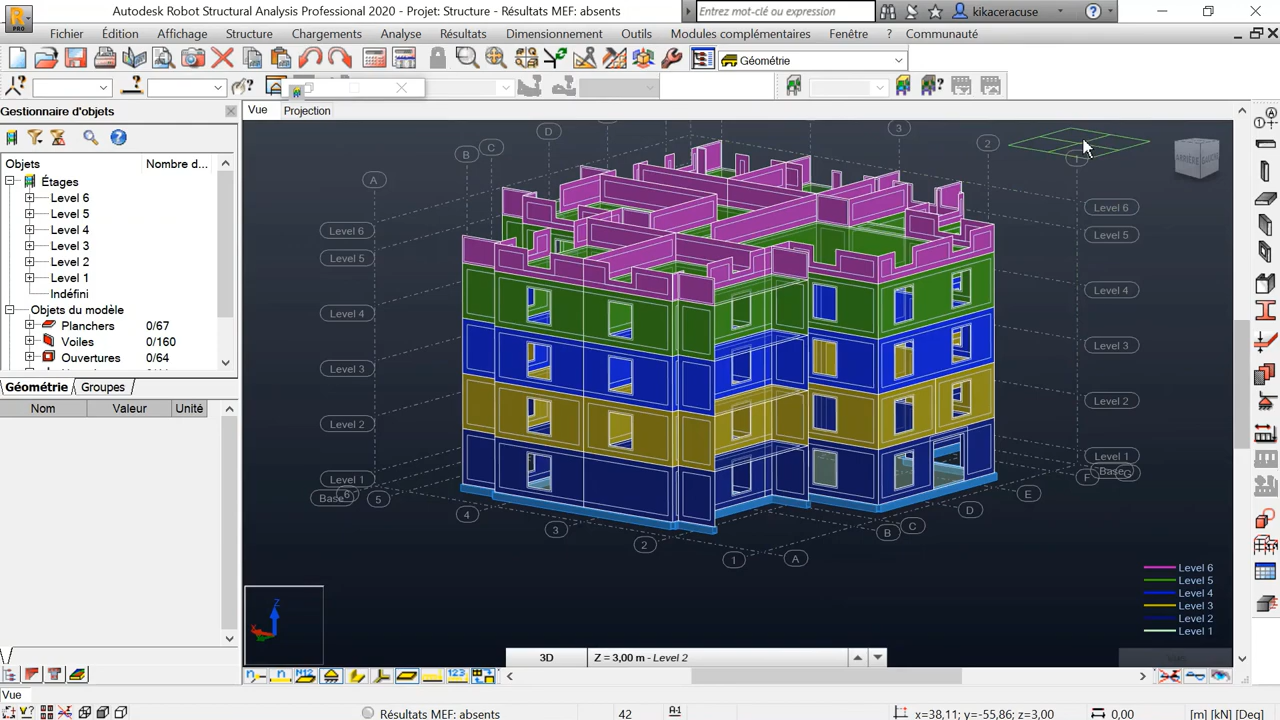 Autodesk Robot Structural Analysis Professional 2020 - Projet: Structure - Résultats MEF: absents
Entrez mot-clé ou expression
kikaceracuse
PRO
Fichier Édition Affichage Structure Chargements Analyse Résultats Dimensionnement Outils Modules complémentaires Fenêtre ? Communauté
Géométrie
Gestionnaire d'objets
Vue Projection
Objets Nombre d...
Étages
Level 6
Level 5
Level 4
Level 3
Level 2
Level 1
Indéfini
Objets du modèle
Planchers 0/67
Voiles 0/160
Ouvertures 0/64
Géométrie Groupes
Nom Valeur Unité
D 3 2 1
B C
A
Level 6
Level 5
Level 4
Level 3
Level 2
Level 1
Base 6 5
4 3 2 1
A B C D E F G
Level 6
Level 5
Level 4
Level 3
Level 2
Level 1
Base
ARRIÈRE
Level 6
Level 5
Level 4
Level 3
Level 2
Level 1
Z
X
3D Z = 3,00 m - Level 2
Vue
Résultats MEF: absents 42 x=38,11; y=-55,86; z=3,00 0,00 [m] [kN] [Deg]